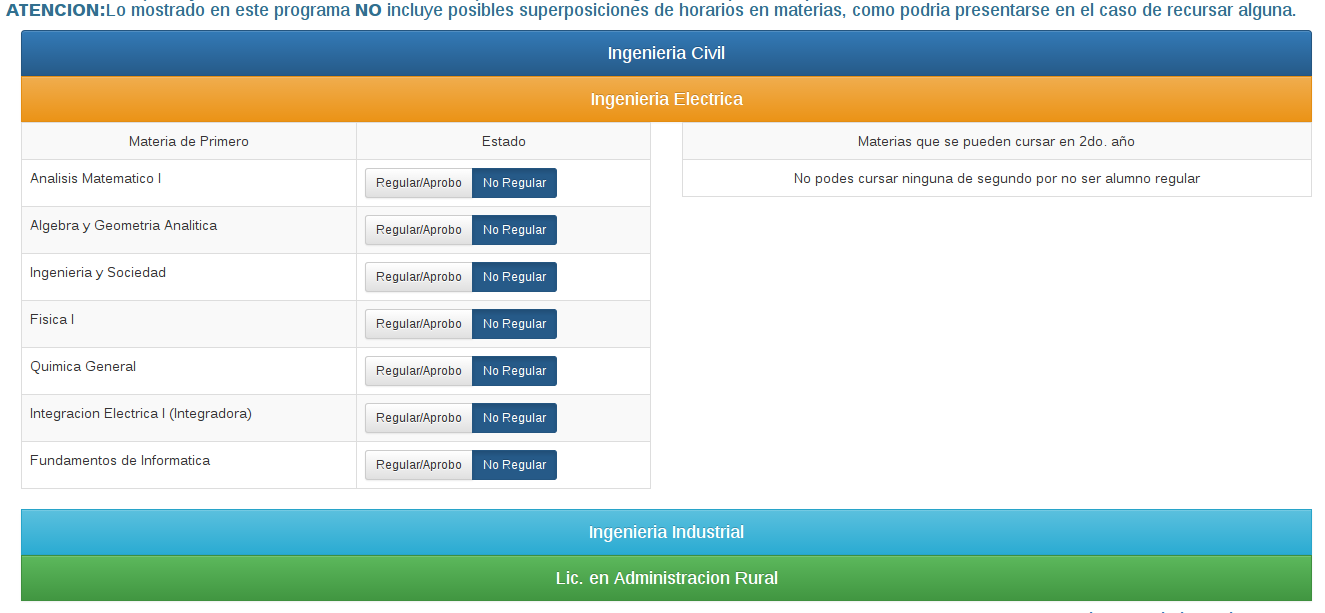 ATENCION:Lo mostrado en este programa NO incluye posibles superposiciones de horarios en materias, como podria presentarse en el caso de recursar alguna.
Ingenieria Civil
Ingenieria Electrica
Materia de Primero Estado Materias que se pueden cursar en 2do. año
Analisis Matematico I Regular/Aprobo No Regular No podes cursar ninguna de segundo por no ser alumno regular
Algebra y Geometria Analitica Regular/Aprobo No Regular
Ingenieria y Sociedad Regular/Aprobo No Regular
Fisica I Regular/Aprobo No Regular
Quimica General Regular/Aprobo No Regular
Integracion Electrica I (Integradora) Regular/Aprobo No Regular
Fundamentos de Informatica Regular/Aprobo No Regular
Ingenieria Industrial
Lic. en Administracion Rural